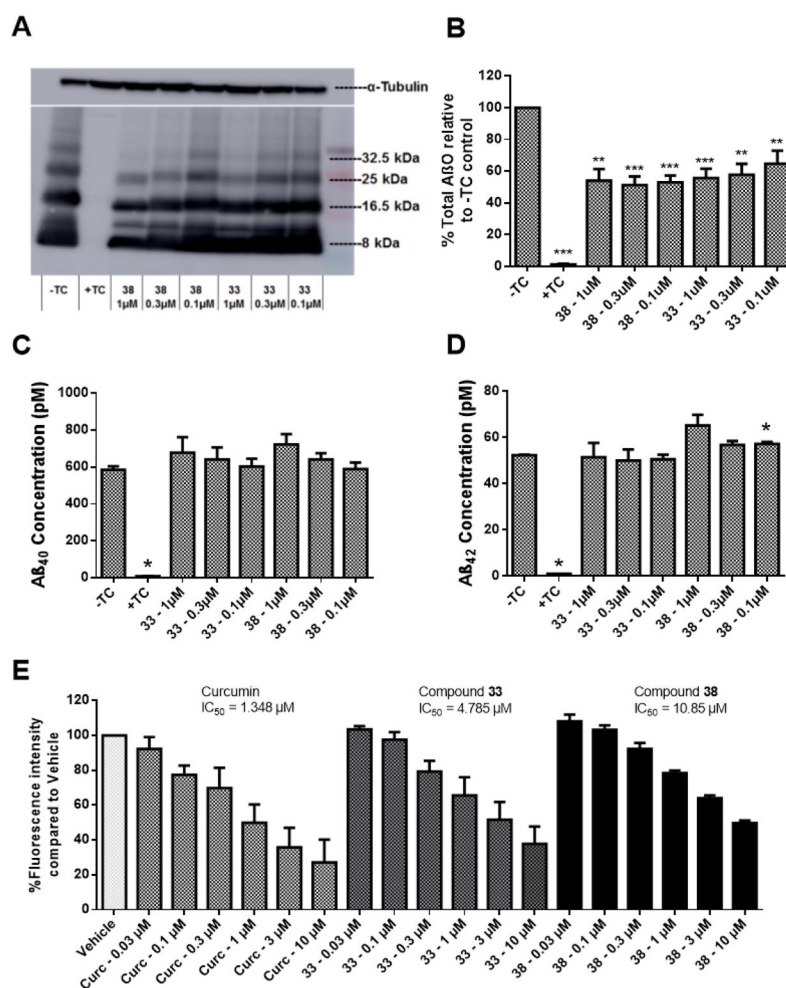 A
------α-Tubulin
-----32.5 kDa
-----25 kDa
----16.5 kDa
-----8 kDa
-TC +TC 38 38 38 33 33 33
1µM 0.3µM 0.1µM 1µM 0.3µM 0.1µM
B
% Total AßO relative
to -TC control
120
100
80
60
40
20
0
*** ** *** *** *** ** **
-TC
+TC
38 - 1uM
38 - 0.3uM
38 - 0.1uM
33 - 1uM
33 - 0.3uM
33 - 0.1uM
C
Aß40 Concentration (pM)
1000
800
600
400
200
0
*
-TC
+TC
33 - 1µM
33 - 0.3µM
33 - 0.1µM
38 - 1µM
38 - 0.3µM
38 - 0.1µM
D
Aß42 Concentration (pM)
80
60
40
20
0
* *
-TC
+TC
33 - 1µM
33 - 0.3µM
33 - 0.1µM
38 - 1µM
38 - 0.3µM
38 - 0.1µM
E
%Fluorescence intensity
compared to Vehicle
120
100
80
60
40
20
0
Curcumin
IC50 = 1.348 µM
Compound 33
IC50 = 4.785 µM
Compound 38
IC50 = 10.85 µM
Vehicle
Curc - 0.03 µM
Curc - 0.1 µM
Curc - 0.3 µM
Curc - 1 µM
Curc - 3 µM
Curc - 10 µM
33 - 0.03 µM
33 - 0.1 µM
33 - 0.3 µM
33 - 1 µM
33 - 3 µM
33 - 10 µM
38 - 0.03 µM
38 - 0.1 µM
38 - 0.3 µM
38 - 1 µM
38 - 3 µM
38 - 10 µM